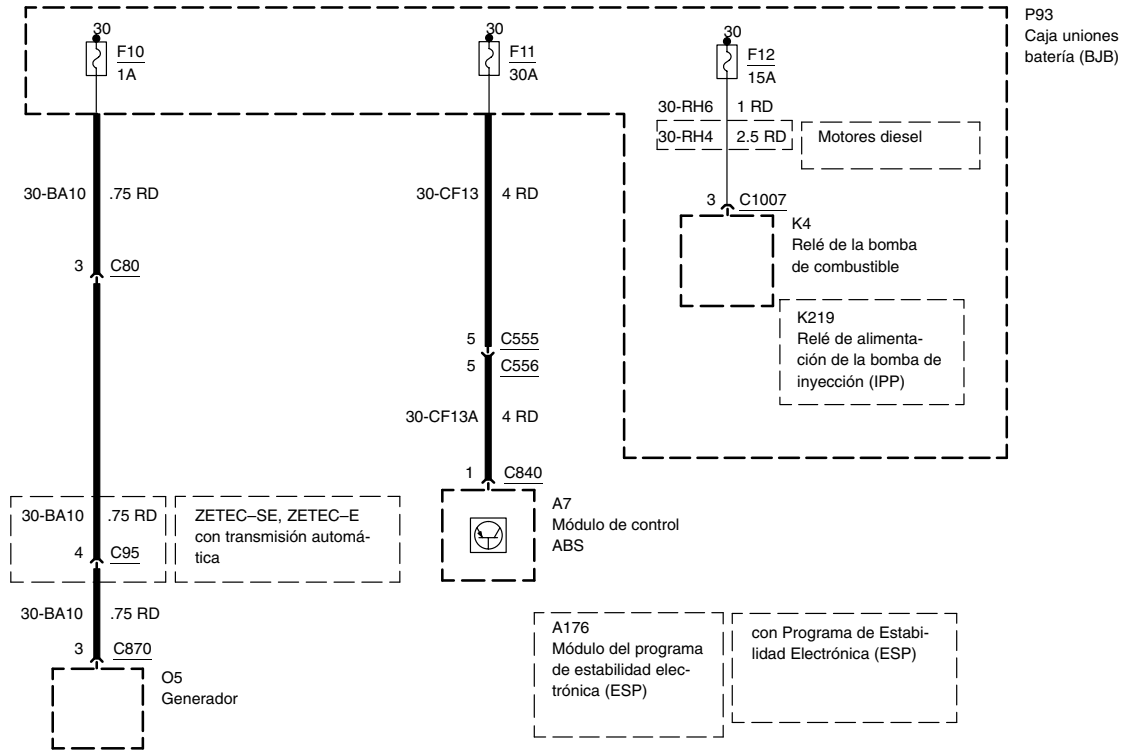 P93
Caja uniones
batería (BJB)
30
F10
1A
30
F11
30A
30
F12
15A
30-RH6 1 RD
30-RH4 2.5 RD
Motores diesel
30-BA10 .75 RD
30-CF13 4 RD
3 C1007
K4
Relé de la bomba
de combustible
3 C80
K219
Relé de alimenta-
ción de la bomba de
inyección (IPP)
5 C555
5 C556
30-CF13A 4 RD
1 C840
A7
Módulo de control
ABS
30-BA10 .75 RD
4 C95
ZETEC–SE, ZETEC–E
con transmisión automá-
tica
30-BA10 .75 RD
3 C870
O5
Generador
A176
Módulo del programa
de estabilidad elec-
trónica (ESP)
con Programa de Estabi-
lidad Electrónica (ESP)